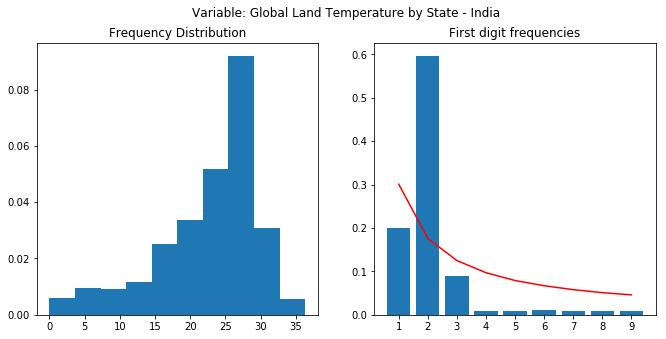 Variable: Global Land Temperature by State - India
Frequency Distribution
0.08
0.06
0.04
0.02
0.00
0 5 10 15 20 25 30 35
First digit frequencies
0.6
0.5
0.4
0.3
0.2
0.1
0.0
1 2 3 4 5 6 7 8 9